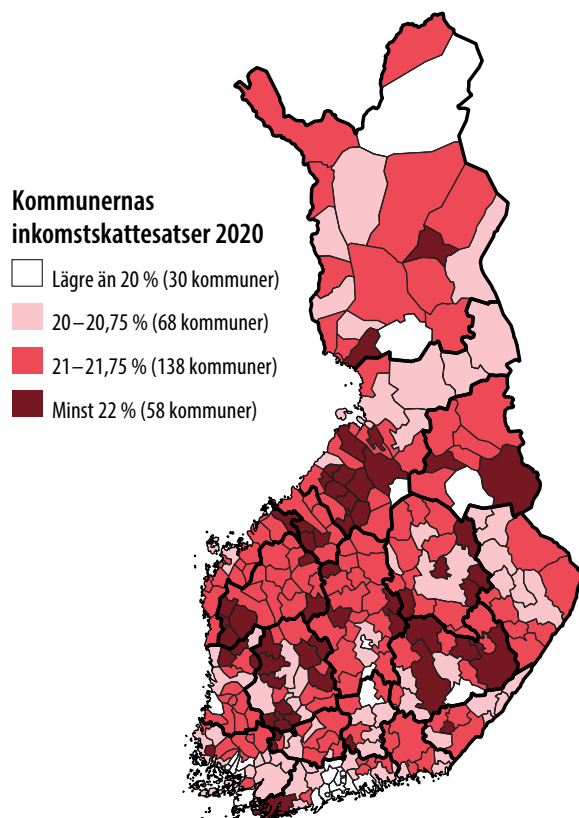 Kommunernas
inkomstskattesatser 2020
Lägre än 20 % (30 kommuner)
20–20,75 % (68 kommuner)
21–21,75 % (138 kommuner)
Minst 22 % (58 kommuner)